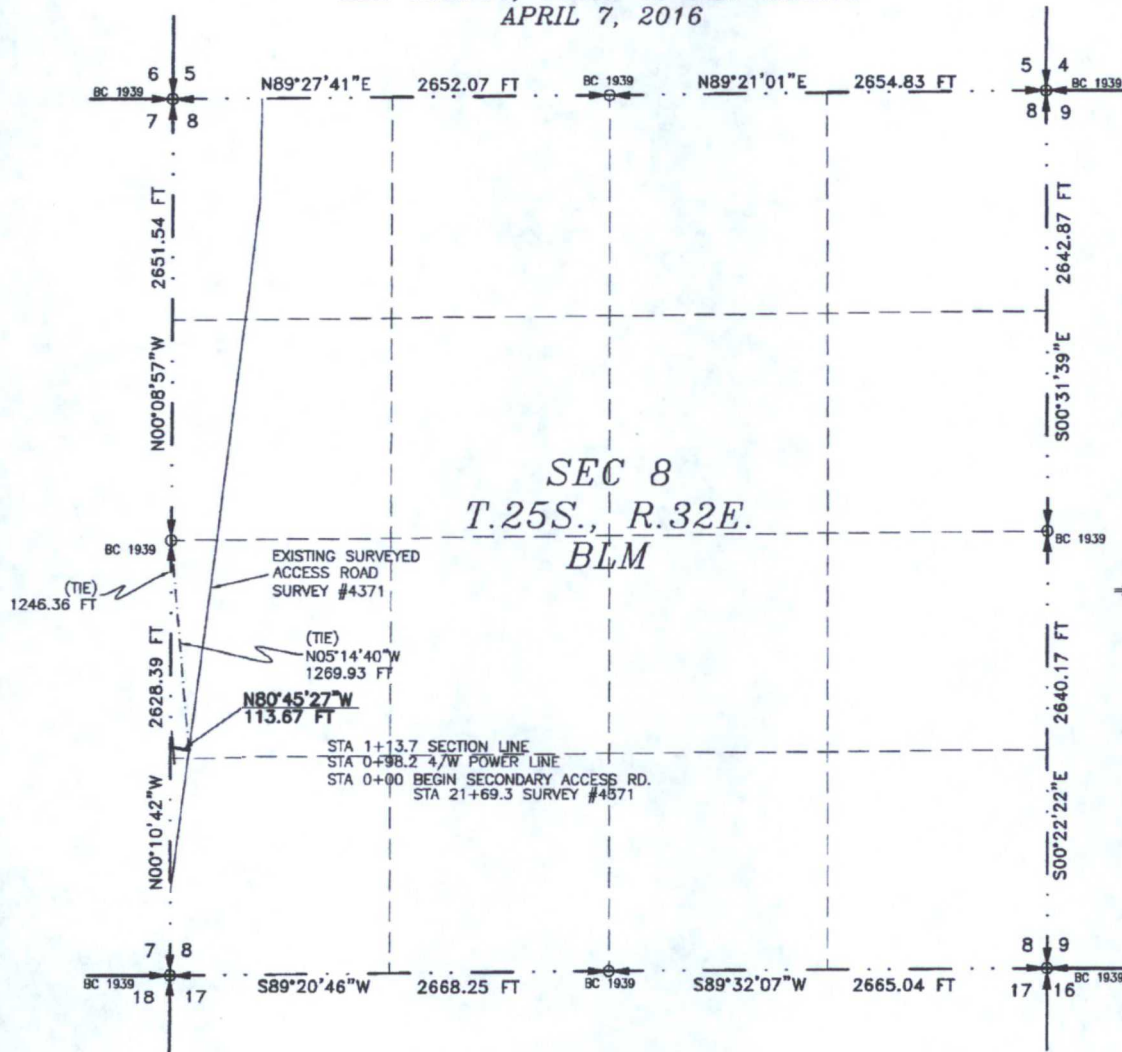 APRIL 7, 2016
6 5
5 4
BC 1939
N89°27'41"E
2652.07 FT
BC 1939
N89°21'01"E
2654.83 FT
BC 1939
7 8
8 9
2651.54 FT
N00°08'57"W
2642.87 FT
S00°31'39"E
SEC 8
T.25S., R.32E.
BLM
BC 1939
BC 1939
EXISTING SURVEYED
ACCESS ROAD
SURVEY #4371
(TIE)
1246.36 FT
(TIE)
N05°14'40"W
1269.93 FT
2628.39 FT
N00°10'42"W
2640.17 FT
S00°22'22"E
N80°45'27"W
113.67 FT
STA 1+13.7 SECTION LINE
STA 0+98.2 4/W POWER LINE
STA 0+00 BEGIN SECONDARY ACCESS RD.
STA 21+69.3 SURVEY #4371
7 8
8 9
BC 1939
S89°20'46"W
2668.25 FT
BC 1939
S89°32'07"W
2665.04 FT
BC 1939
18 17
17 16